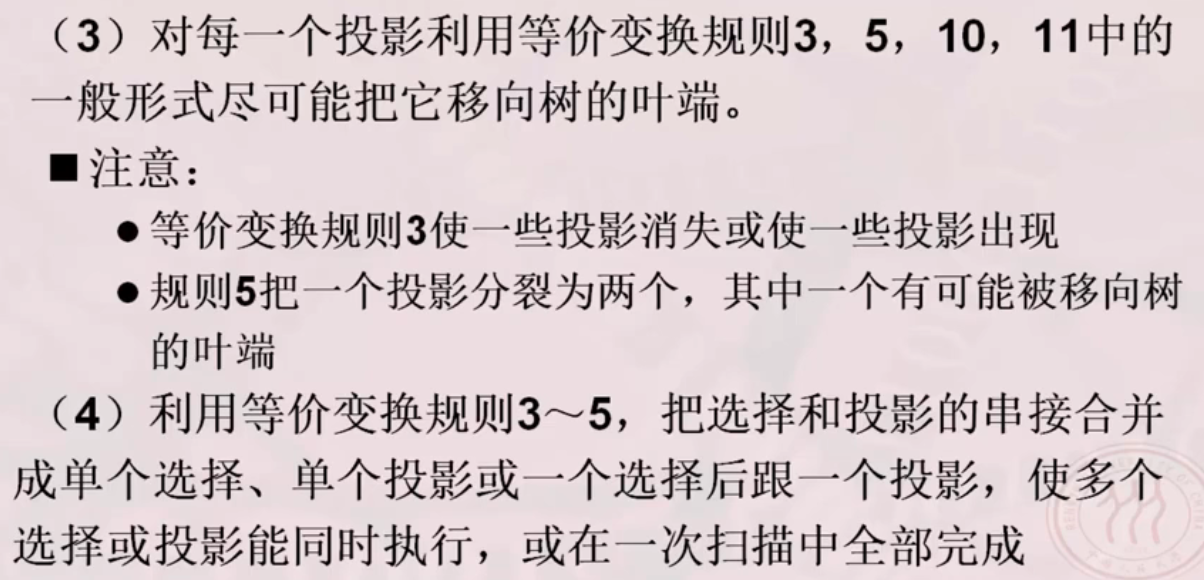 （3）对每一个投影利用等价变换规则3，5，10，11中的
一般形式尽可能把它移向树的叶端。
■注意：
●等价变换规则3使一些投影消失或使一些投影出现
●规则5把一个投影分裂为两个，其中一个有可能被移向树
的叶端
（4）利用等价变换规则3～5，把选择和投影的串接合并
成单个选择、单个投影或一个选择后跟一个投影，使多个
选择或投影能同时执行，或在一次扫描中全部完成